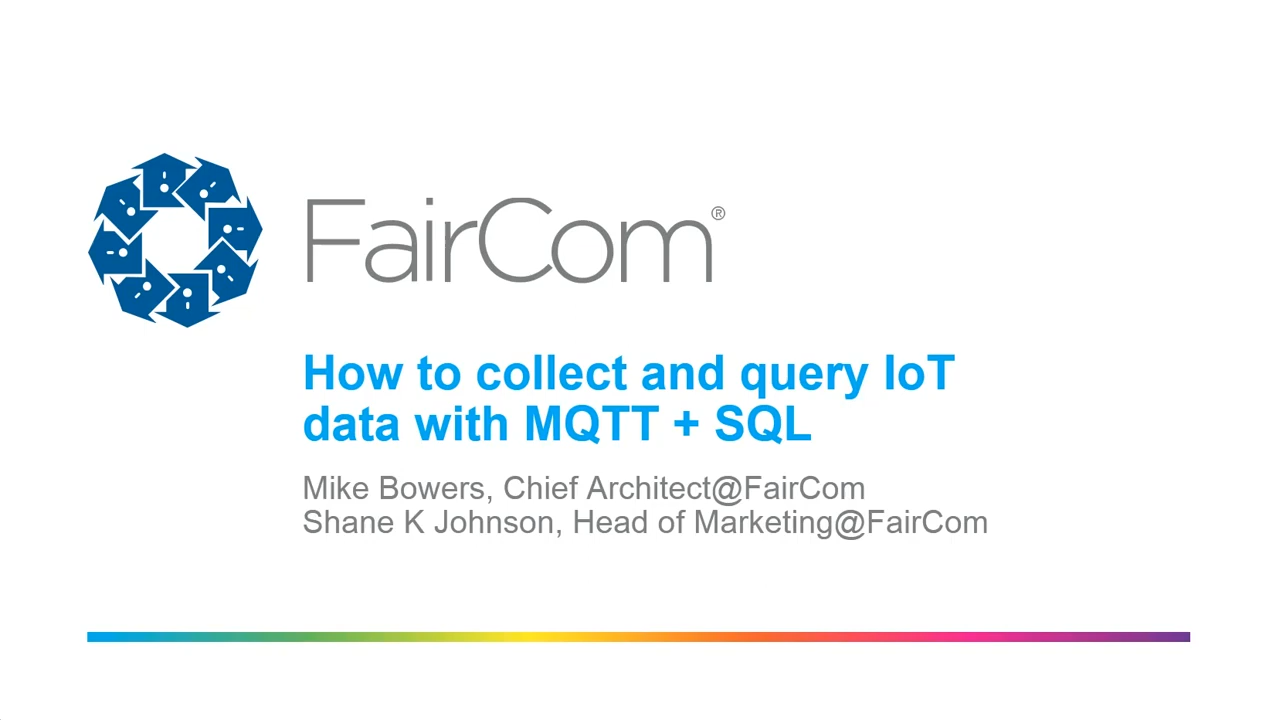 FairCom®
How to collect and query IoT
data with MQTT + SQL
Mike Bowers, Chief Architect@FairCom
Shane K Johnson, Head of Marketing@FairCom